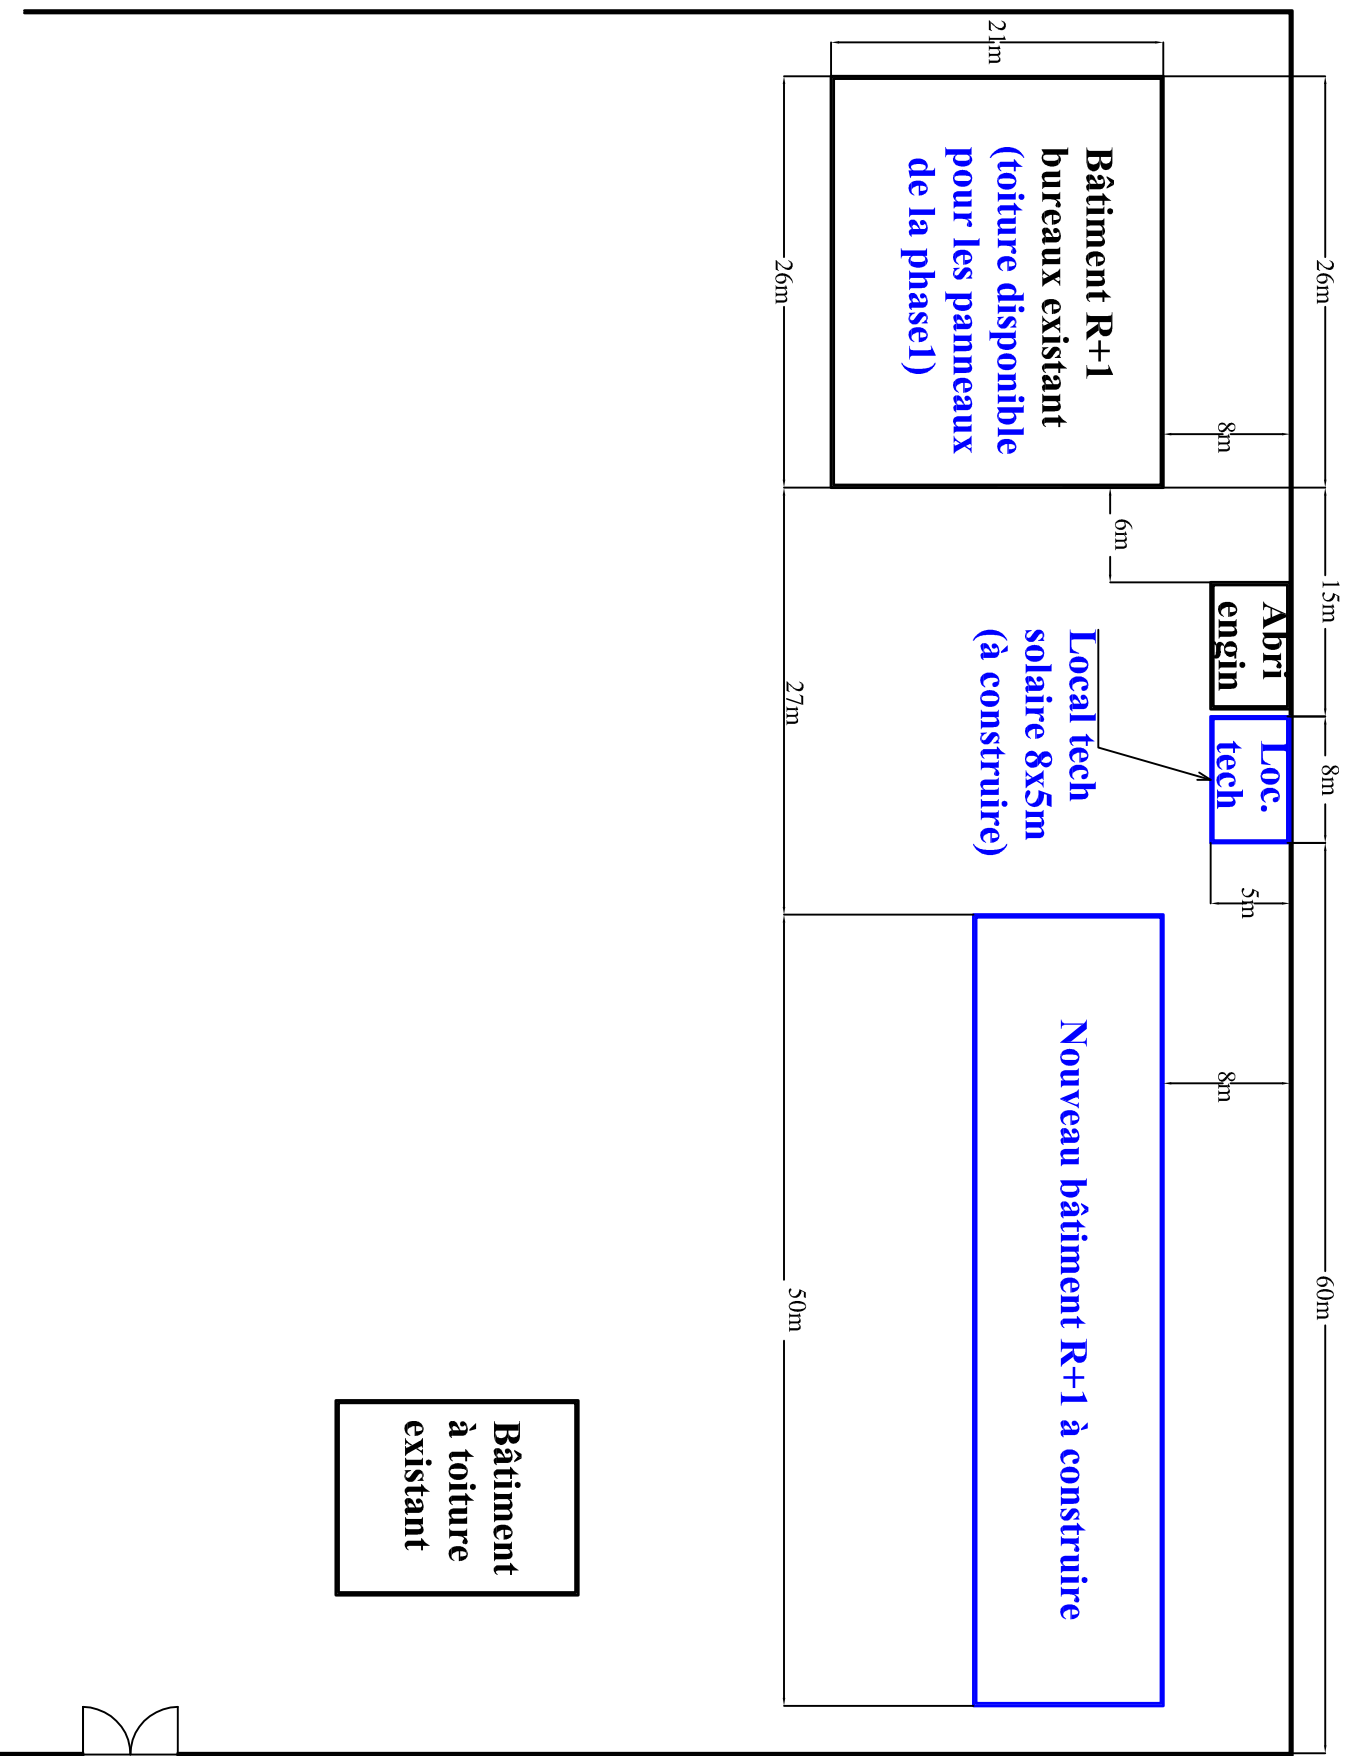 26m
15m
8m
60m
8m
Abri
engin
Loc.
tech
5m
8m
6m
21m
Bâtiment R+1
bureaux existant
(toiture disponible
pour les panneaux
de la phase1)
Local tech
solaire 8x5m
(à construire)
Nouveau bâtiment R+1 à construire
26m
27m
50m
Bâtiment
à toiture
existant